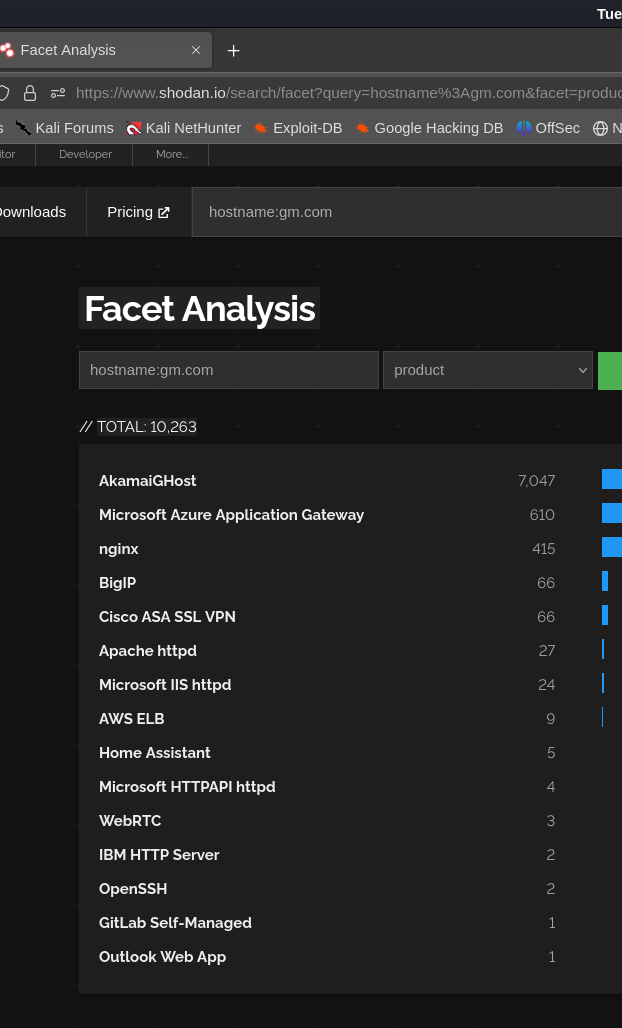 Tue
Facet Analysis
https://www.shodan.io/search/facet?query=hostname%3Agm.com&facet=produc
s Kali Forums Kali NetHunter Exploit-DB Google Hacking DB OffSec N
itor Developer More...
Downloads Pricing hostname:gm.com
Facet Analysis
hostname:gm.com product
// TOTAL: 10,263
AkamaiGHost 7,047
Microsoft Azure Application Gateway 610
nginx 415
BigIP 66
Cisco ASA SSL VPN 66
Apache httpd 27
Microsoft IIS httpd 24
AWS ELB 9
Home Assistant 5
Microsoft HTTPAPI httpd 4
WebRTC 3
IBM HTTP Server 2
OpenSSH 2
GitLab Self-Managed 1
Outlook Web App 1